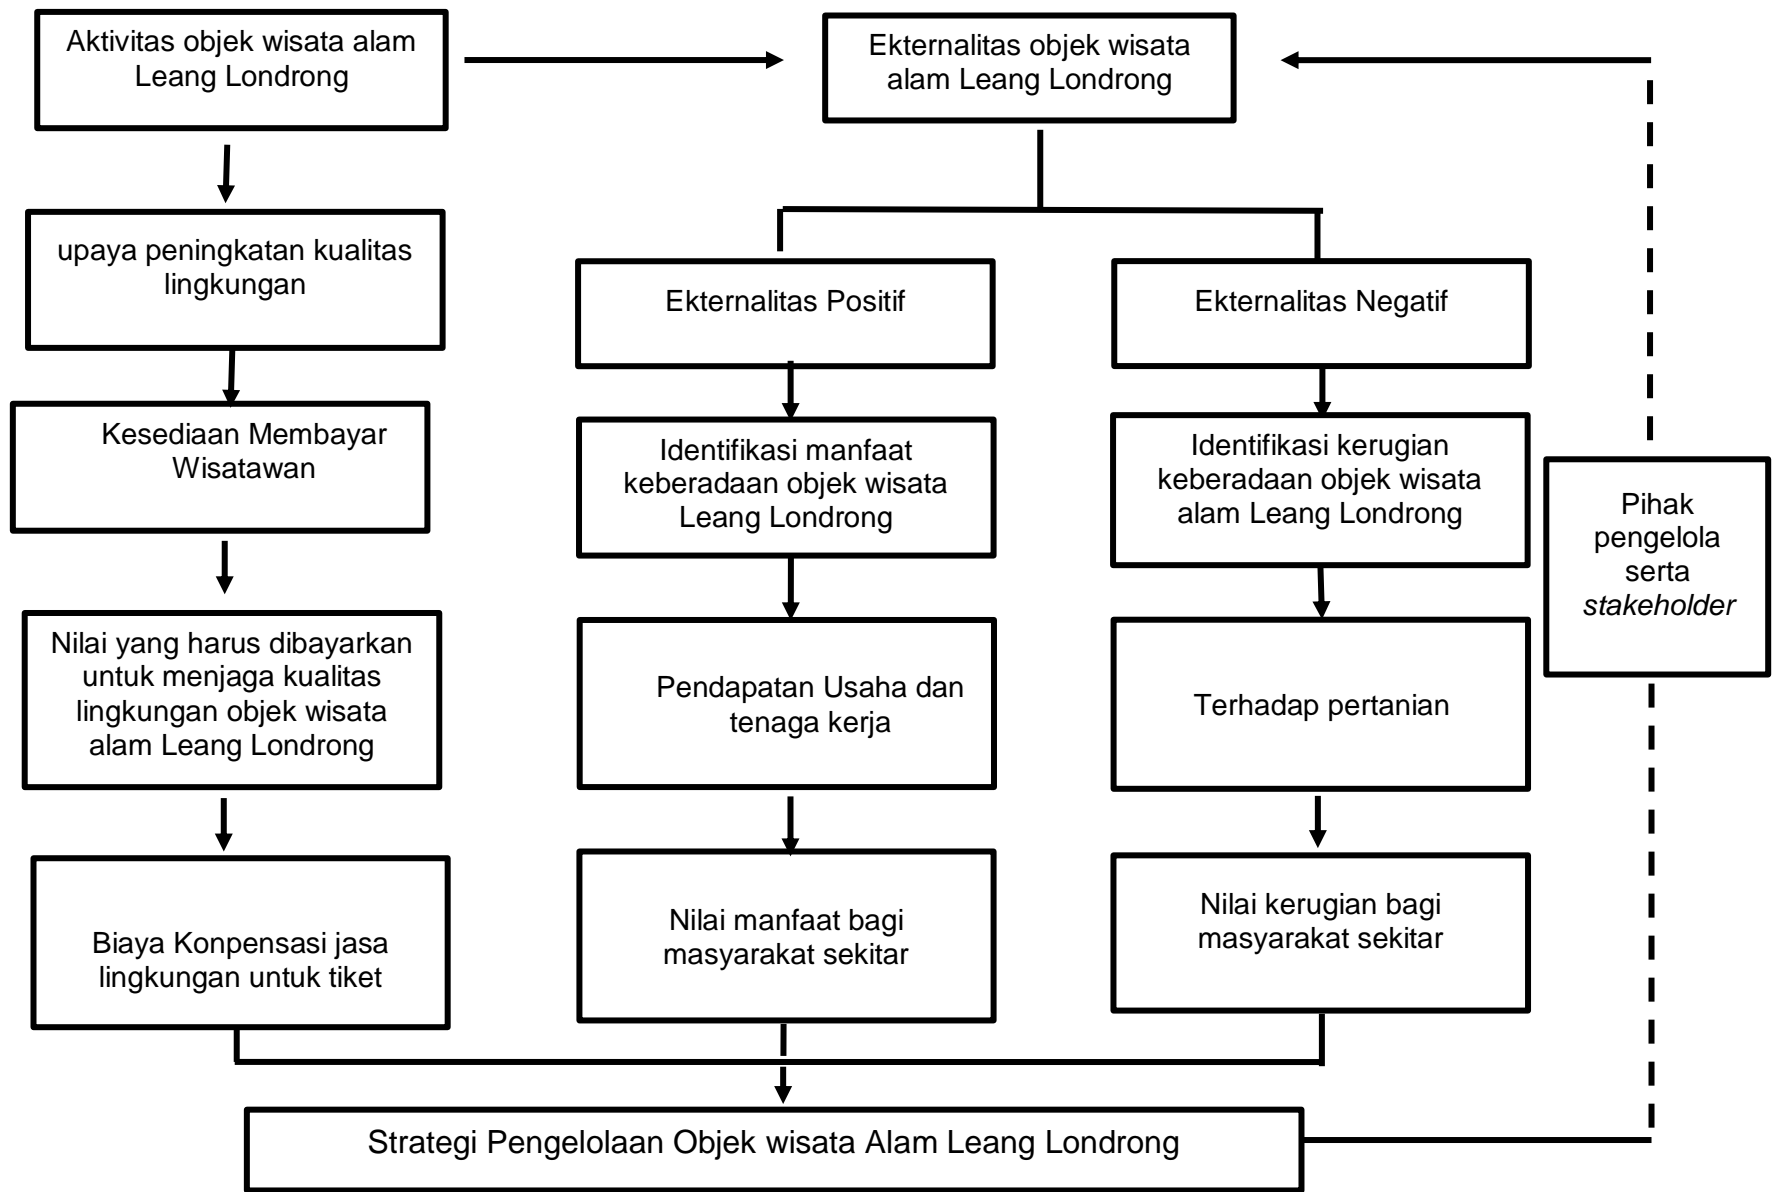 Aktivitas objek wisata alam
Leang Londrong
Ekternalitas objek wisata
alam Leang Londrong
upaya peningkatan kualitas
lingkungan
Ekternalitas Positif
Ekternalitas Negatif
Kesediaan Membayar
Wisatawan
Identifikasi manfaat
keberadaan objek wisata
Leang Londrong
Identifikasi kerugian
keberadaan objek wisata
alam Leang Londrong
Pihak
pengelola
serta
stakeholder
Nilai yang harus dibayarkan
untuk menjaga kualitas
lingkungan objek wisata
alam Leang Londrong
Pendapatan Usaha dan
tenaga kerja
Terhadap pertanian
Biaya Konpensasi jasa
lingkungan untuk tiket
Nilai manfaat bagi
masyarakat sekitar
Nilai kerugian bagi
masyarakat sekitar
Strategi Pengelolaan Objek wisata Alam Leang Londrong